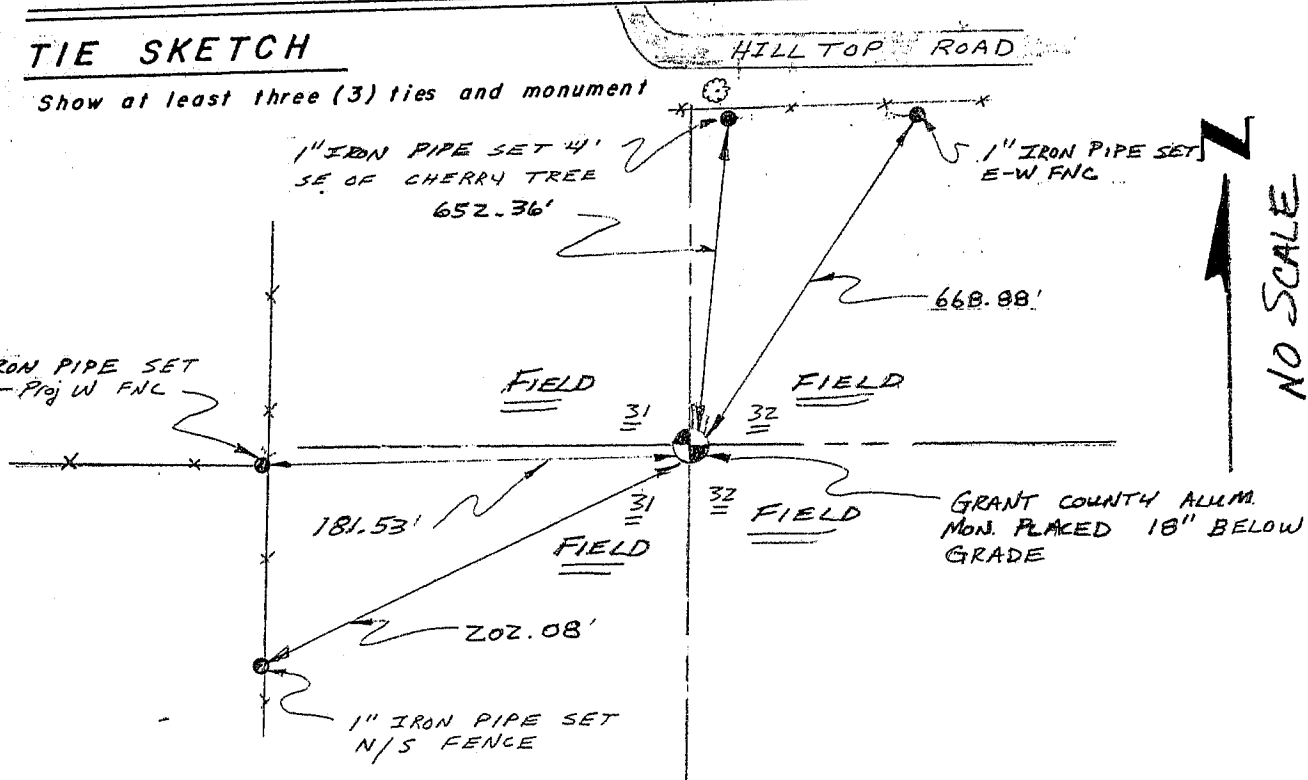 TIE SKETCH
Show at least three (3) ties and monument
HILL TOP ROAD
1" IRON PIPE SET 4'
SE OF CHERRY TREE
652.36'
1" IRON PIPE SET
E-W FNC
N
NO SCALE
668.88'
PIPE SET
Proj W FNC
FIELD
FIELD
31
32
31
32
181.53'
FIELD
FIELD
GRANT COUNTY ALUM.
MON. PLACED 18" BELOW
GRADE
202.08'
1" IRON PIPE SET
N/S FENCE